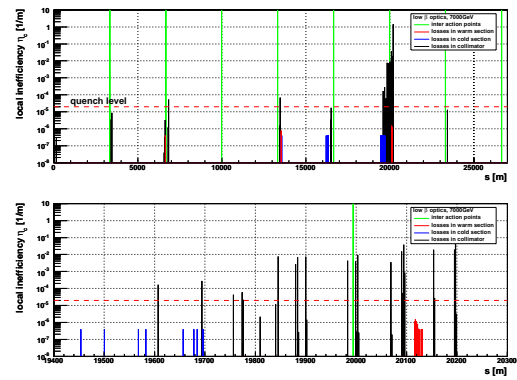 local inefficiency η_c [1/m]
10
1
10⁻¹
10⁻²
10⁻³
10⁻⁴
10⁻⁵
10⁻⁶
10⁻⁷
10⁻⁸
quench level
low β optics, 7000GeV
inter action points
losses in warm section
losses in cold section
losses in collimator
0 5000 10000 15000 20000 25000
s [m]
local inefficiency η_c [1/m]
10
1
10⁻¹
10⁻²
10⁻³
10⁻⁴
10⁻⁵
10⁻⁶
10⁻⁷
10⁻⁸
low β optics, 7000GeV
inter action points
losses in warm section
losses in cold section
losses in collimator
19400 19500 19600 19700 19800 19900 20000 20100 20200 20300
s [m]